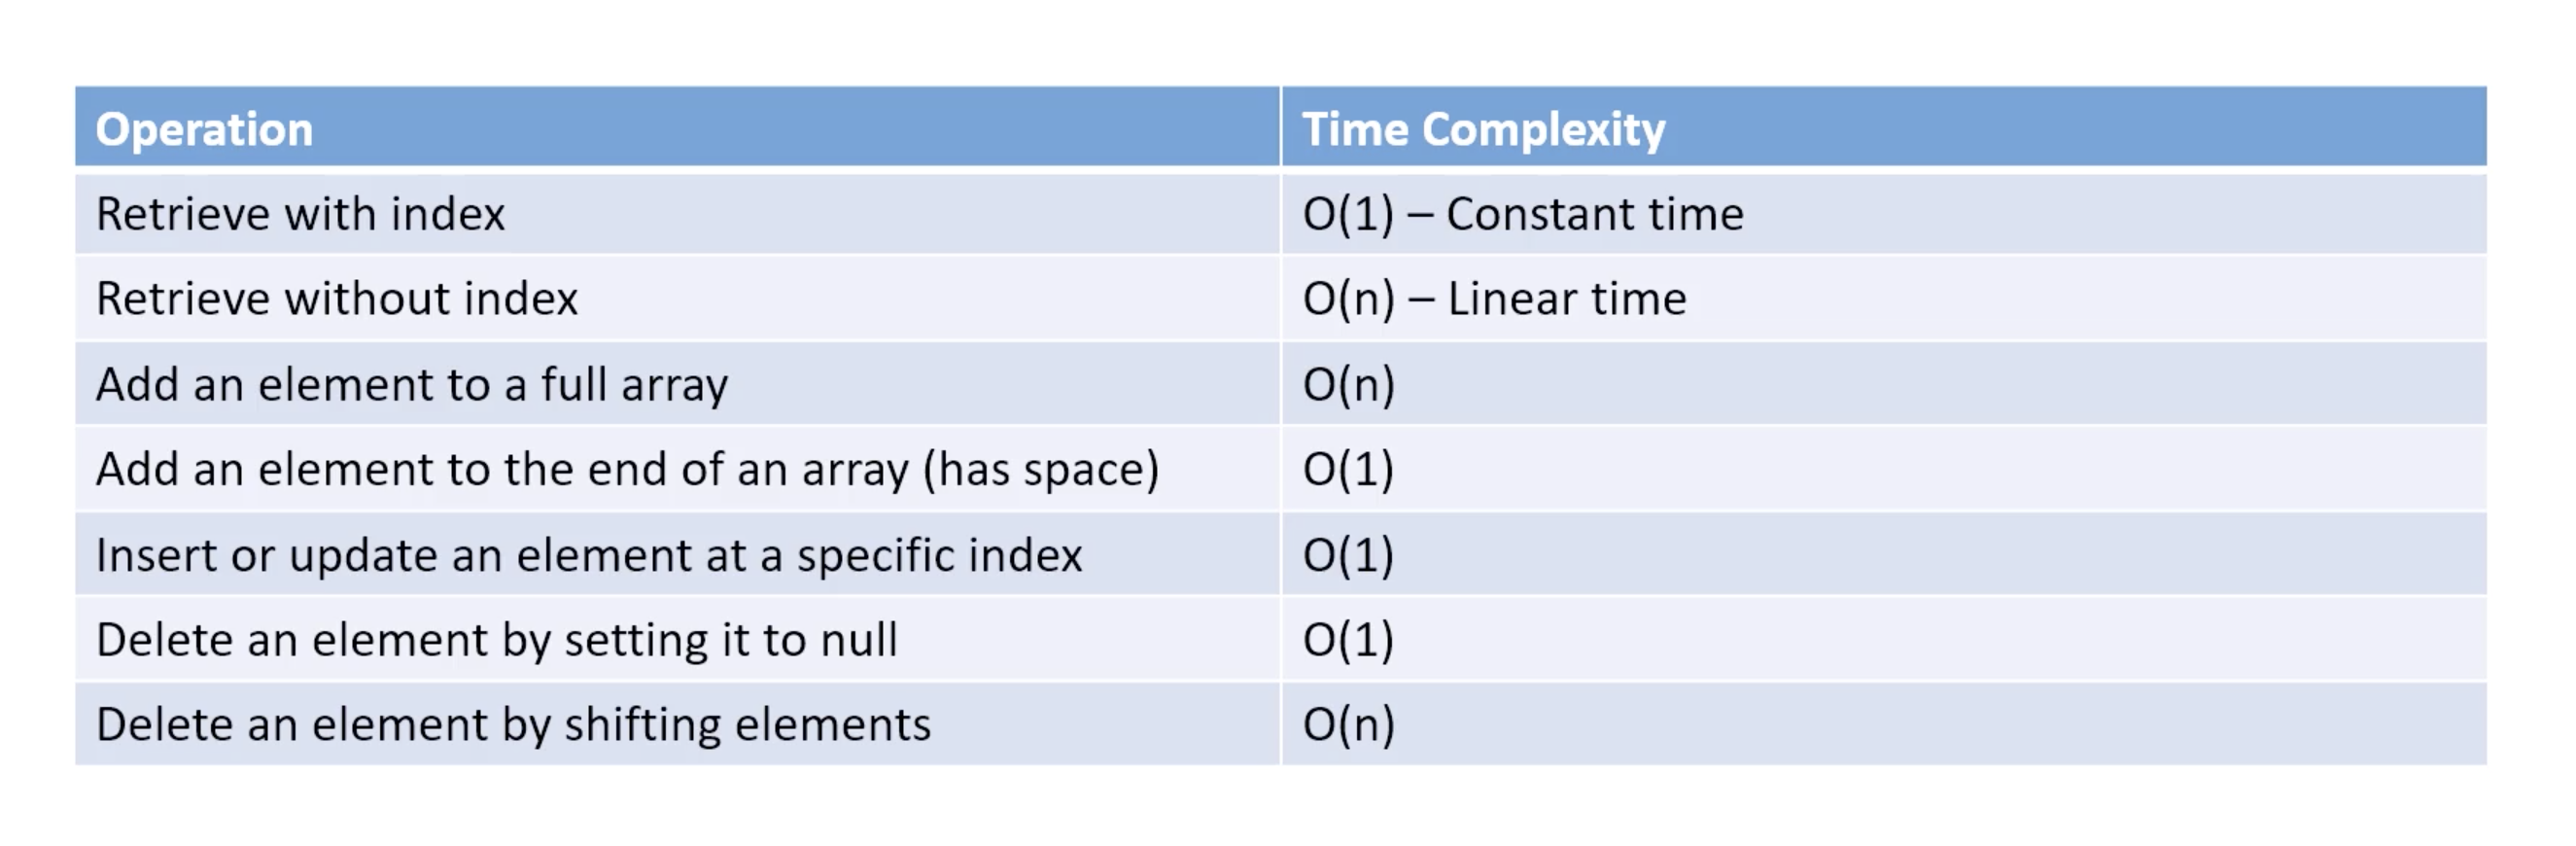 Operation
Time Complexity
Retrieve with index
O(1) – Constant time
Retrieve without index
O(n) – Linear time
Add an element to a full array
O(n)
Add an element to the end of an array (has space)
O(1)
Insert or update an element at a specific index
O(1)
Delete an element by setting it to null
O(1)
Delete an element by shifting elements
O(n)